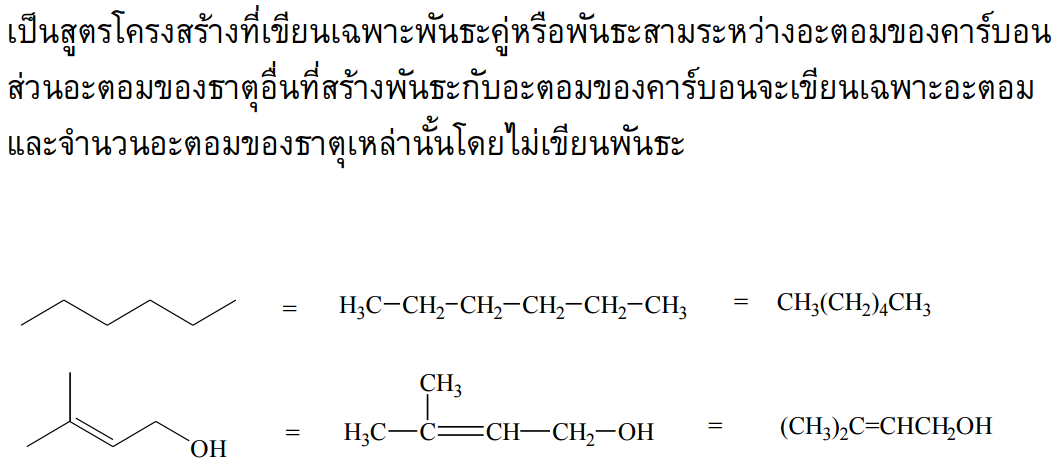 เป็นสูตรโครงสร้างที่เขียนเฉพาะพันธะคู่หรือพันธะสามระหว่างอะตอมของคาร์บอน
ส่วนอะตอมของธาตุอื่นที่สร้างพันธะกับอะตอมของคาร์บอนจะเขียนเฉพาะอะตอม
และจำนวนอะตอมของธาตุเหล่านั้นโดยไม่เขียนพันธะ
= H₃C−CH₂−CH₂−CH₂−CH₂−CH₃ = CH₃(CH₂)₄CH₃
CH₃
OH = H₃C—C=CH—CH₂—OH = (CH₃)₂C=CHCH₂OH